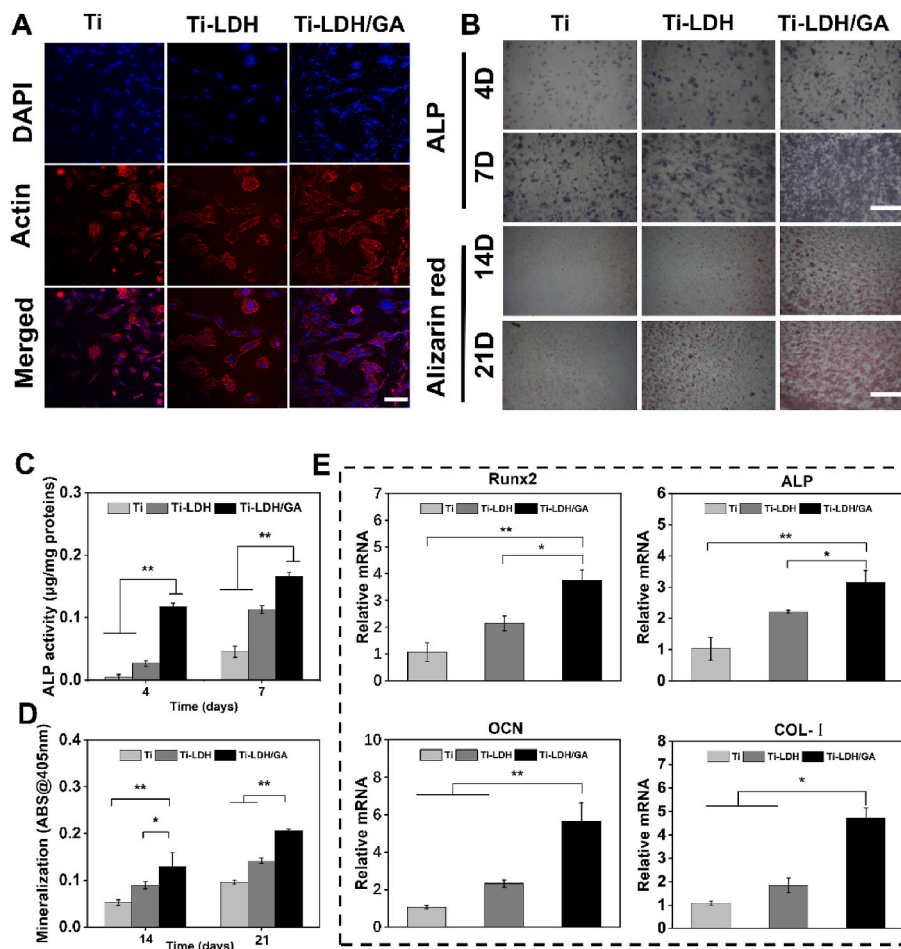 A
Ti
Ti-LDH
Ti-LDH/GA
DAPI
Actin
Merged
B
Ti
Ti-LDH
Ti-LDH/GA
ALP
4D
7D
Alizarin red
14D
21D
C
ALP activity (µg/mg proteins)
0.3
0.2
0.1
0.0
Ti Ti-LDH Ti-LDH/GA
**
**
4 7
Time (days)
D
Mineralization (ABS@405nm)
0.4
0.3
0.2
0.1
0.0
Ti Ti-LDH Ti-LDH/GA
**
*
**
14 21
Time (days)
E
Runx2
Relative mRNA
7
6
5
4
3
2
1
0
Ti Ti-LDH Ti-LDH/GA
**
*
ALP
Relative mRNA
6
5
4
3
2
1
0
Ti Ti-LDH Ti-LDH/GA
**
*
OCN
Relative mRNA
10
8
6
4
2
0
Ti Ti-LDH Ti-LDH/GA
**
COL-Ⅰ
Relative mRNA
8
7
6
5
4
3
2
1
0
Ti Ti-LDH Ti-LDH/GA
*